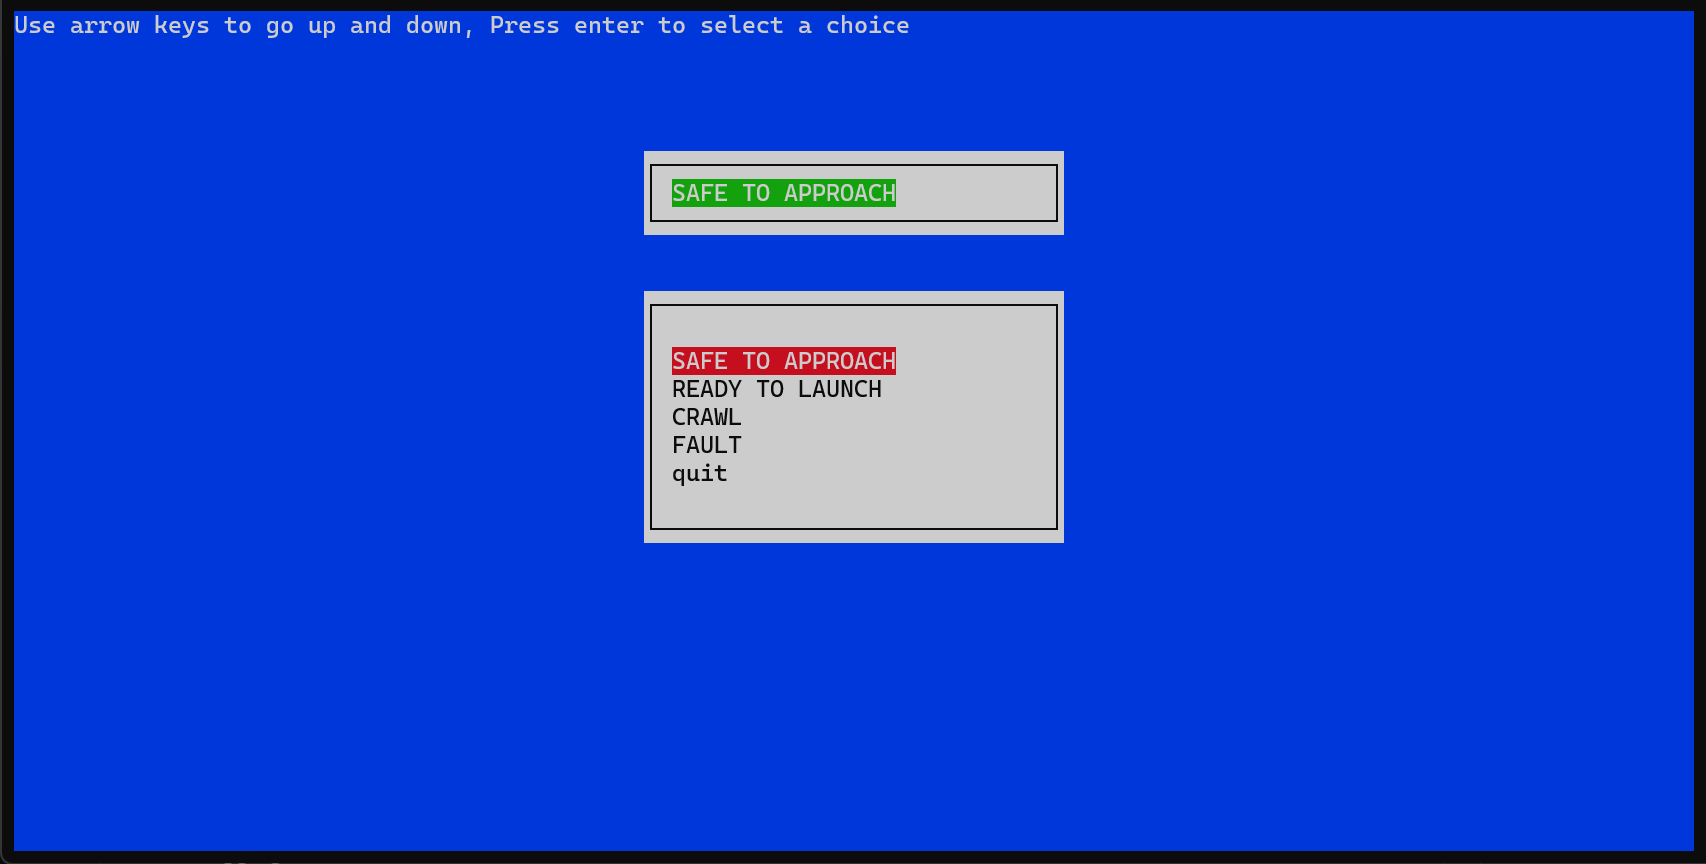 Use arrow keys to go up and down, Press enter to select a choice
SAFE TO APPROACH
SAFE TO APPROACH
READY TO LAUNCH
CRAWL
FAULT
quit